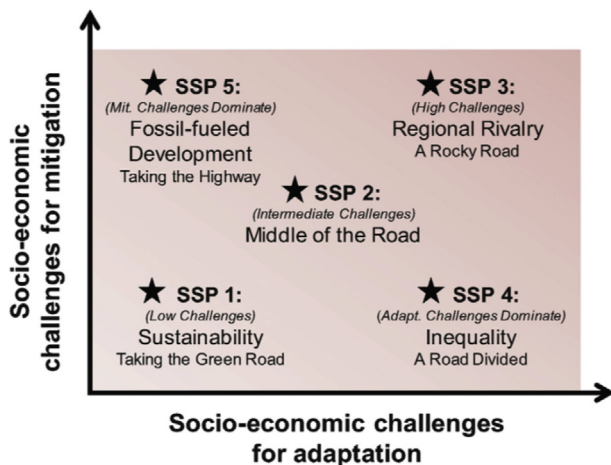 Socio-economic
challenges for mitigation
★ SSP 5:
(Mit. Challenges Dominate)
Fossil-fueled
Development
Taking the Highway
★ SSP 3:
(High Challenges)
Regional Rivalry
A Rocky Road
★ SSP 2:
(Intermediate Challenges)
Middle of the Road
★ SSP 1:
(Low Challenges)
Sustainability
Taking the Green Road
★ SSP 4:
(Adapt. Challenges Dominate)
Inequality
A Road Divided
Socio-economic challenges
for adaptation